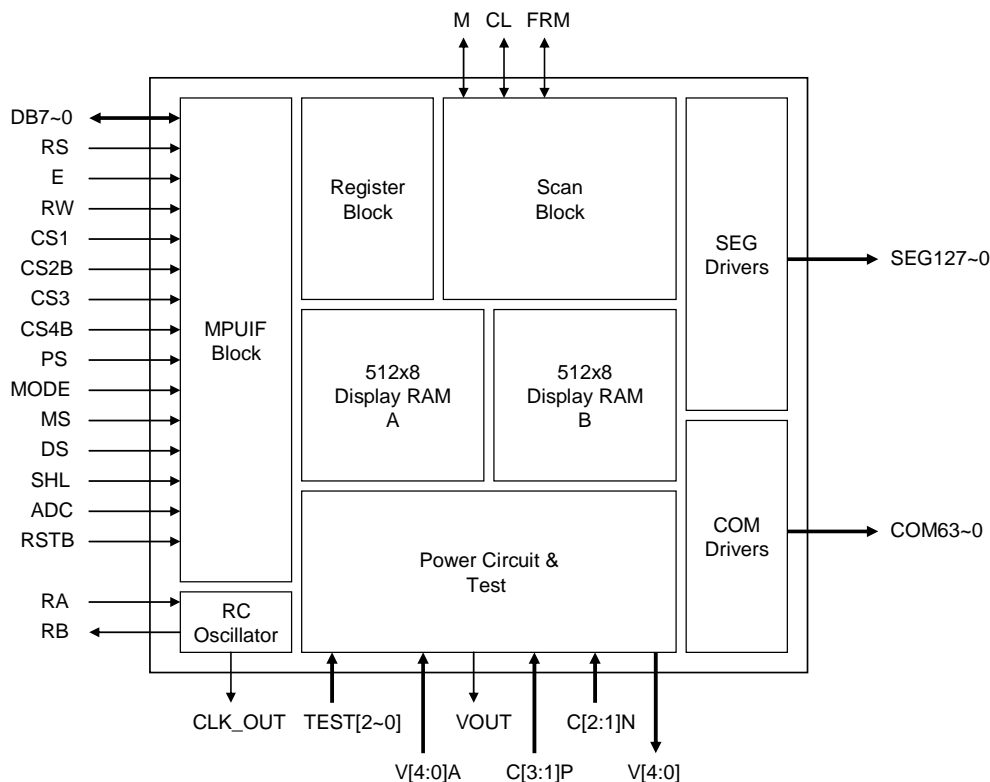 M CL FRM
DB7~0
RS
E
RW
CS1
CS2B
CS3
CS4B
PS
MODE
MS
DS
SHL
ADC
RSTB
RA
RB
MPUIF
Block
RC
Oscillator
Register
Block
Scan
Block
512x8
Display RAM
A
512x8
Display RAM
B
Power Circuit &
Test
SEG
Drivers
COM
Drivers
SEG127~0
COM63~0
CLK_OUT
TEST[2~0]
VOUT
C[2:1]N
V[4:0]A
C[3:1]P
V[4:0]